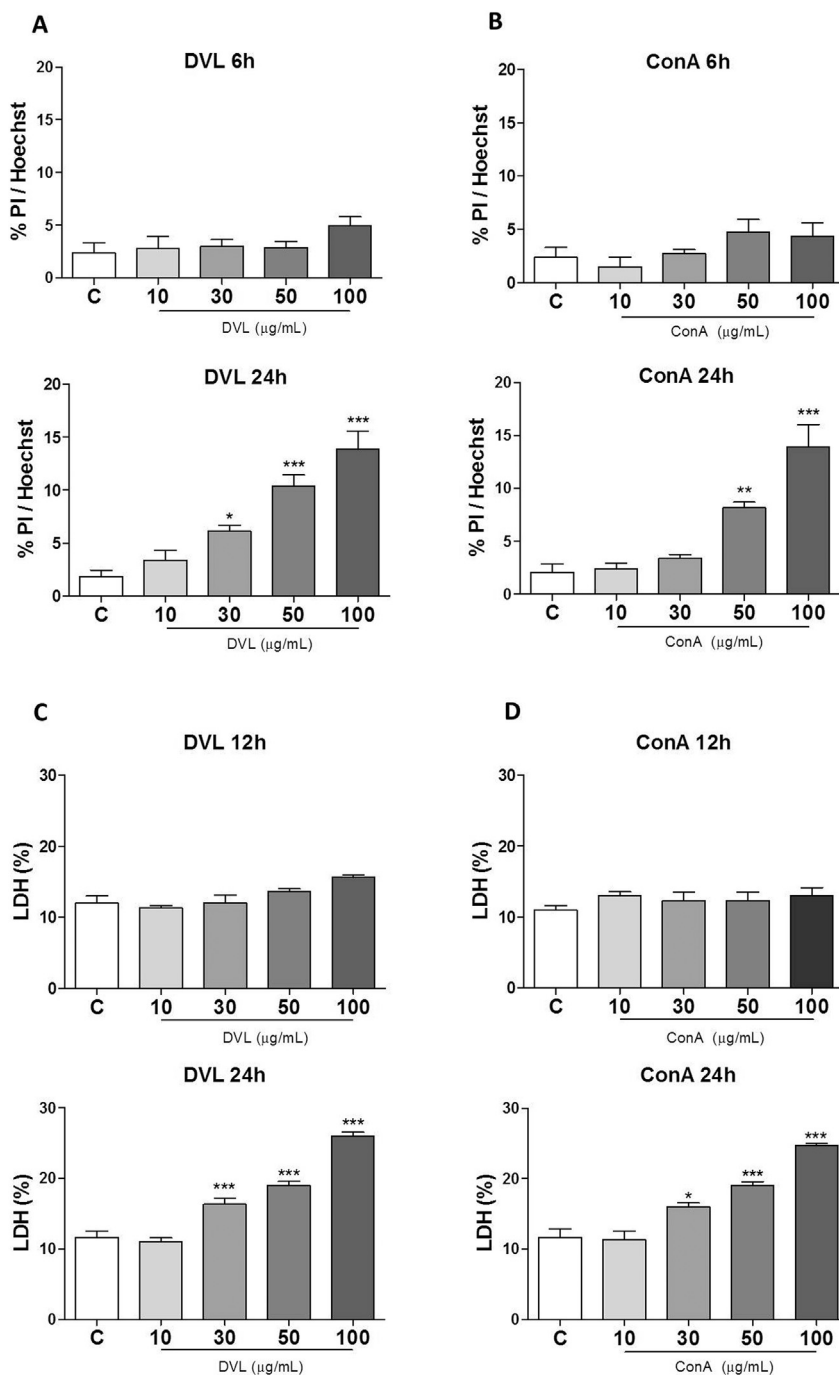 A
DVL 6h
% PI / Hoechst
20
15
10
5
0
C 10 30 50 100
DVL (μg/mL)
B
ConA 6h
% PI / Hoechst
20
15
10
5
0
C 10 30 50 100
ConA (μg/mL)
DVL 24h
% PI / Hoechst
20
15
10
5
0
* *** ***
C 10 30 50 100
DVL (μg/mL)
ConA 24h
% PI / Hoechst
20
15
10
5
0
** ***
C 10 30 50 100
ConA (μg/mL)
C
DVL 12h
LDH (%)
30
20
10
0
C 10 30 50 100
DVL (μg/mL)
D
ConA 12h
LDH (%)
30
20
10
0
C 10 30 50 100
ConA (μg/mL)
DVL 24h
LDH (%)
30
20
10
0
*** *** ***
C 10 30 50 100
DVL (μg/mL)
ConA 24h
LDH (%)
30
20
10
0
* *** ***
C 10 30 50 100
ConA (μg/mL)